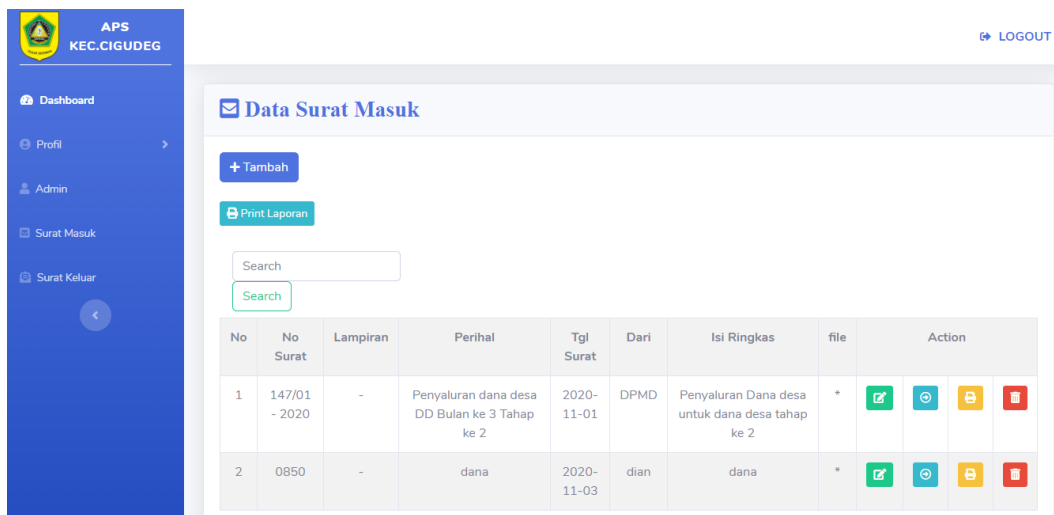 APS
KEC.CIGUDEG
LOGOUT
Dashboard
Profil
Admin
Surat Masuk
Surat Keluar
Data Surat Masuk
+ Tambah
Print Laporan
Search
Search
No No Surat Lampiran Perihal Tgl Surat Dari Isi Ringkas file Action
1 147/01 - 2020 - Penyaluran dana desa DD Bulan ke 3 Tahap ke 2 2020-11-01 DPMD Penyaluran Dana desa untuk dana desa tahap ke 2 *
2 0850 - dana 2020-11-03 dian dana *